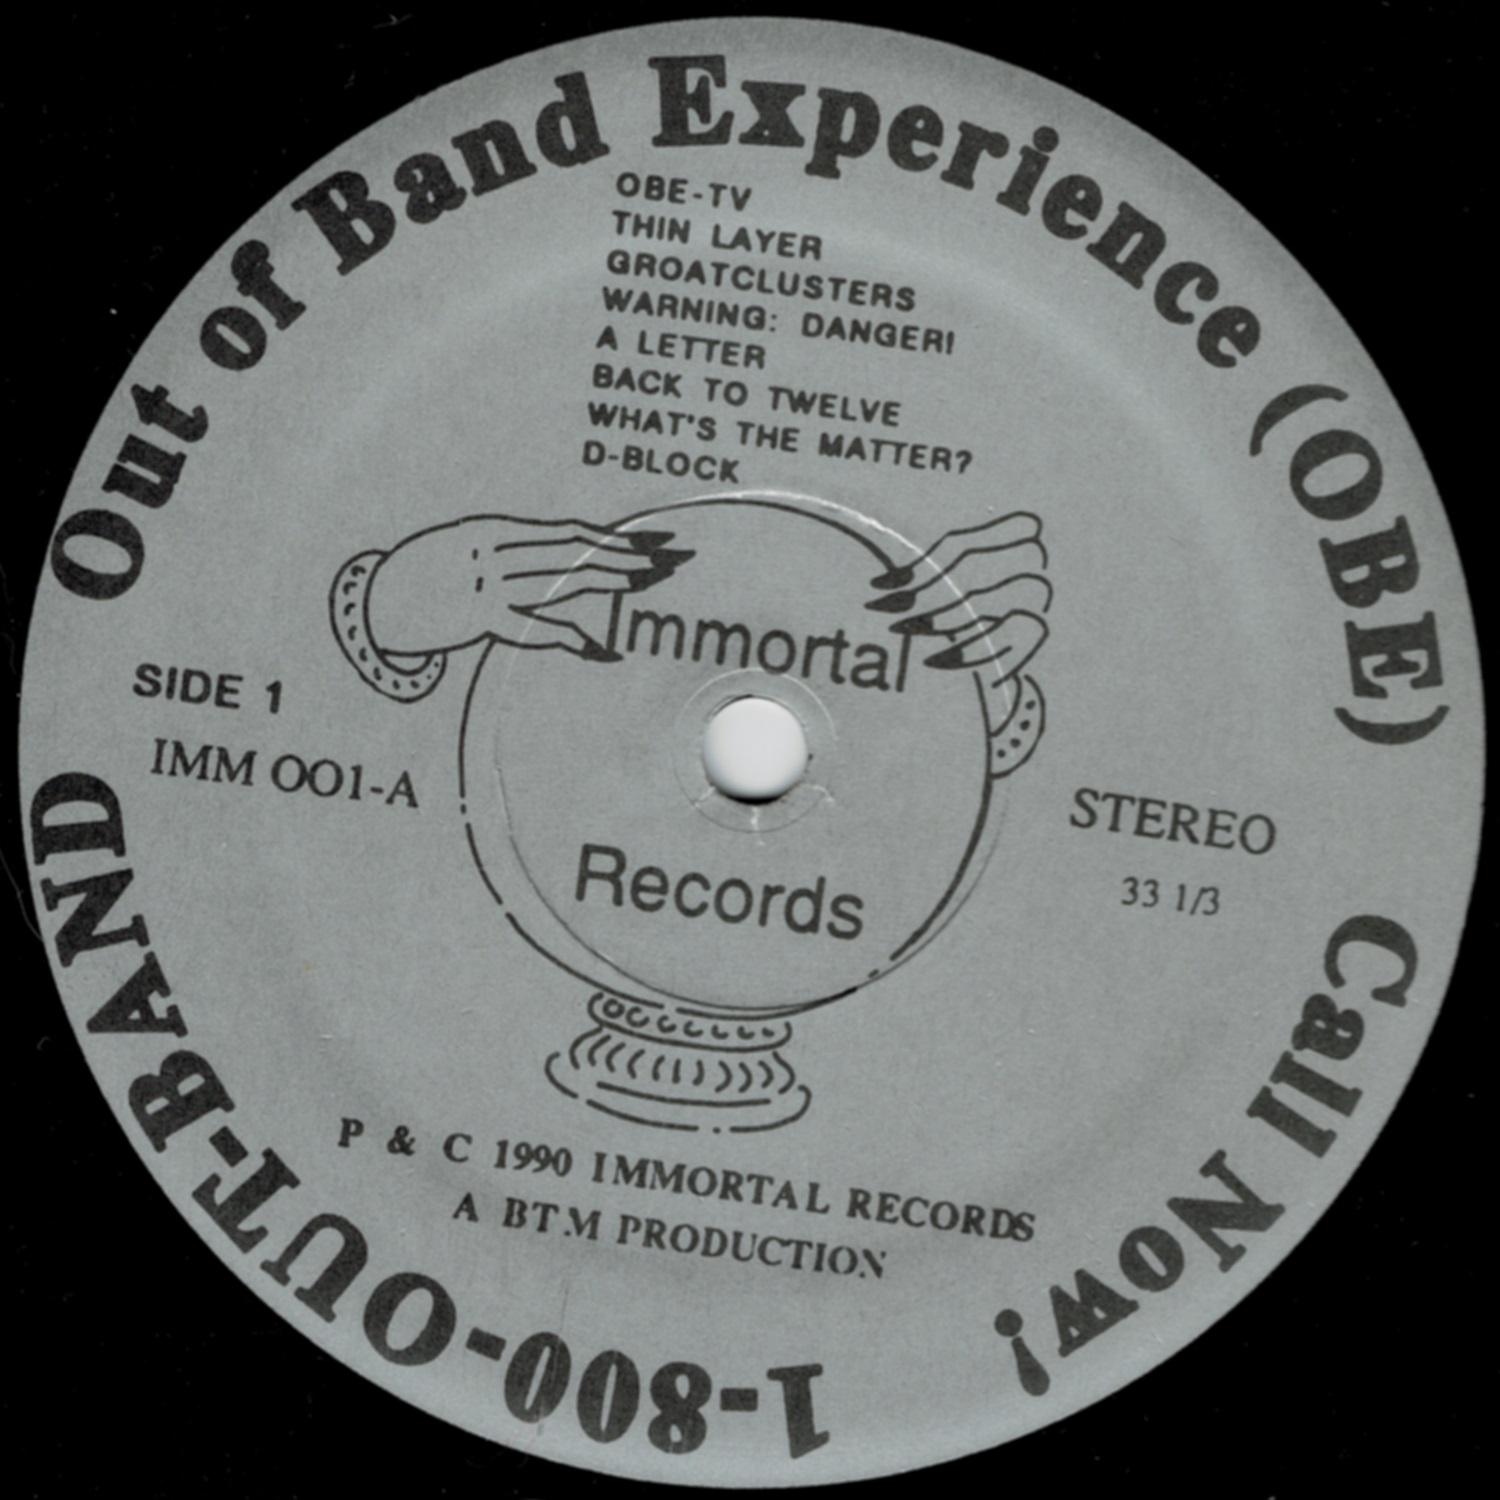 Out of Band Experience (OBE)
OBE-TV
THIN LAYER
GROATCLUSTERS
WARNING: DANGER!
A LETTER
BACK TO TWELVE
WHAT'S THE MATTER?
D-BLOCK
Immortal
Records
SIDE 1
IMM 001-A
STEREO
33 1/3
P & C 1990 IMMORTAL RECORDS
A BTM PRODUCTION
Call Now!
1-800-OUT-BAND